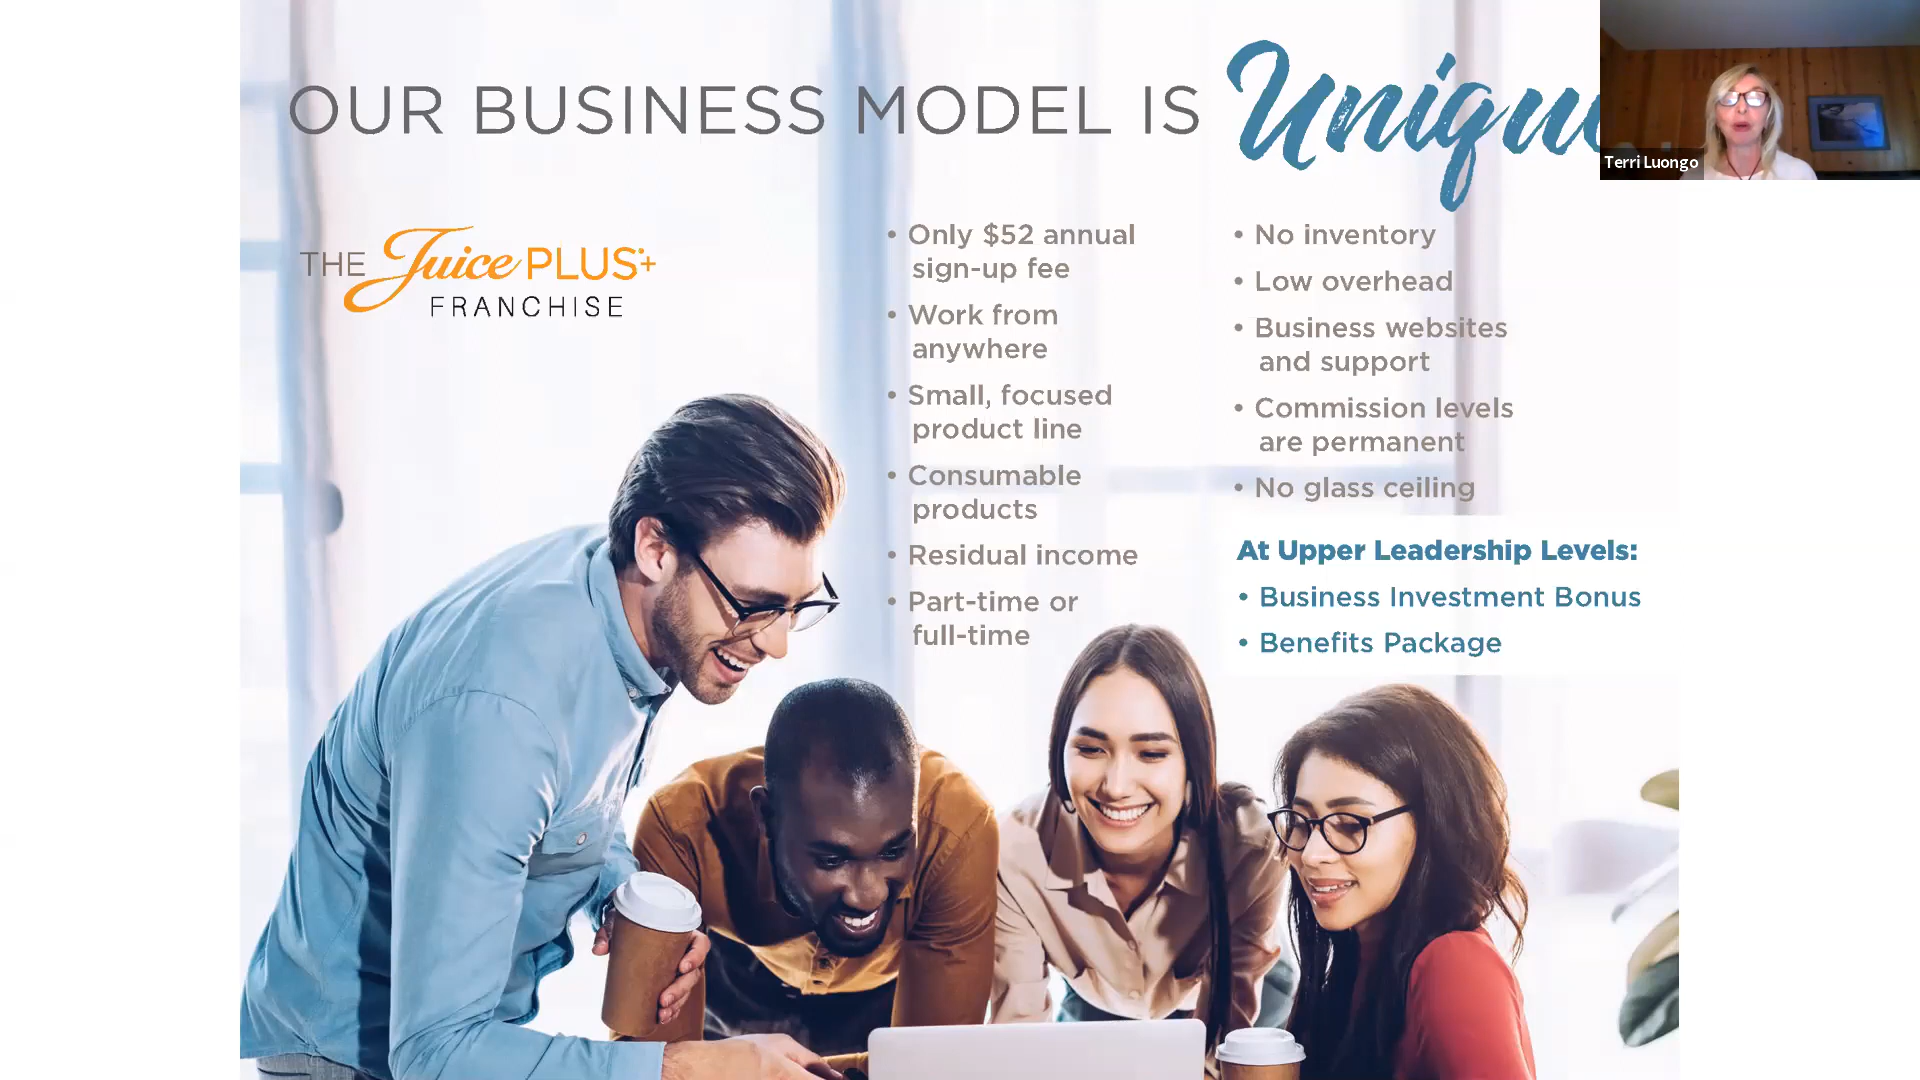 OUR BUSINESS MODEL IS
Terri Luongo
THE Juice PLUS+
FRANCHISE
• Only $52 annual
sign-up fee
• Work from
anywhere
• Small, focused
product line
• Consumable
products
• Residual income
• Part-time or
full-time
• No inventory
• Low overhead
• Business websites
and support
• Commission levels
are permanent
• No glass ceiling
At Upper Leadership Levels:
• Business Investment Bonus
• Benefits Package